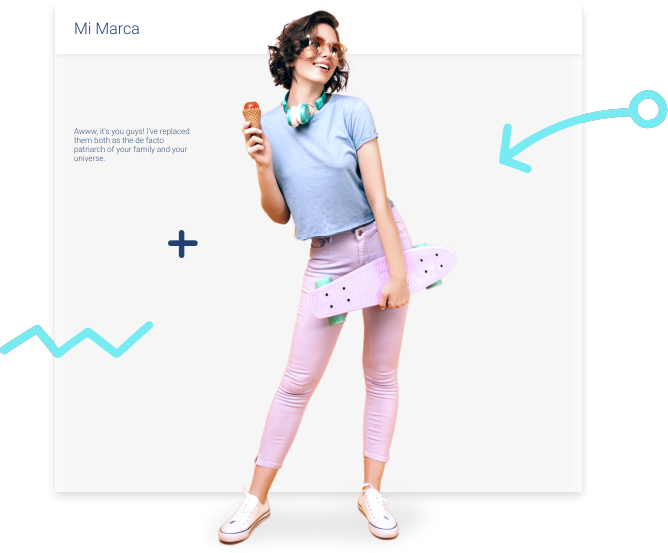 Mi Marca
Awww, it's you guys! I've replaced
them both as the de facto
patriarch of your family and your
universe.